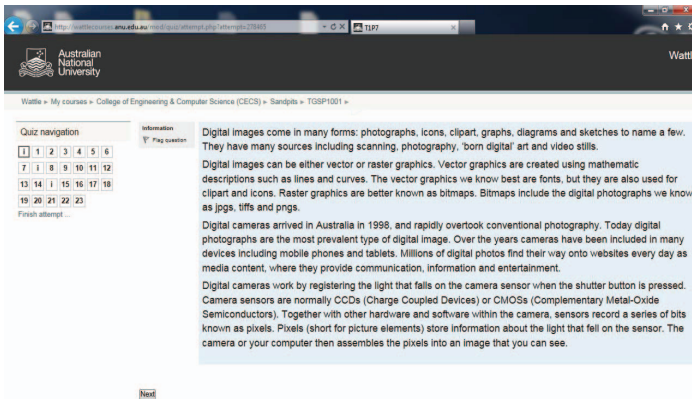 http://wattlecourses.anu.edu.au/mod/quiz/attempt.php?attempt=278465
T1P7
Australian
National
University
Wattl
Wattle ▸ My courses ▸ College of Engineering & Computer Science (CECS) ▸ Sandpits ▸ TGSP1001 ▸
Quiz navigation
i 1 2 3 4 5 6
7 i 8 9 10 11 12
13 14 i 15 16 17 18
19 20 21 22 23
Finish attempt ...
Information
Flag question
Digital images come in many forms: photographs, icons, clipart, graphs, diagrams and sketches to name a few.
They have many sources including scanning, photography, 'born digital' art and video stills.
Digital images can be either vector or raster graphics. Vector graphics are created using mathematic
descriptions such as lines and curves. The vector graphics we know best are fonts, but they are also used for
clipart and icons. Raster graphics are better known as bitmaps. Bitmaps include the digital photographs we know
as jpgs, tiffs and pngs.
Digital cameras arrived in Australia in 1998, and rapidly overtook conventional photography. Today digital
photographs are the most prevalent type of digital image. Over the years cameras have been included in many
devices including mobile phones and tablets. Millions of digital photos find their way onto websites every day as
media content, where they provide communication, information and entertainment.
Digital cameras work by registering the light that falls on the camera sensor when the shutter button is pressed.
Camera sensors are normally CCDs (Charge Coupled Devices) or CMOSs (Complementary Metal-Oxide
Semiconductors). Together with other hardware and software within the camera, sensors record a series of bits
known as pixels. Pixels (short for picture elements) store information about the light that fell on the sensor. The
camera or your computer then assembles the pixels into an image that you can see.
Next